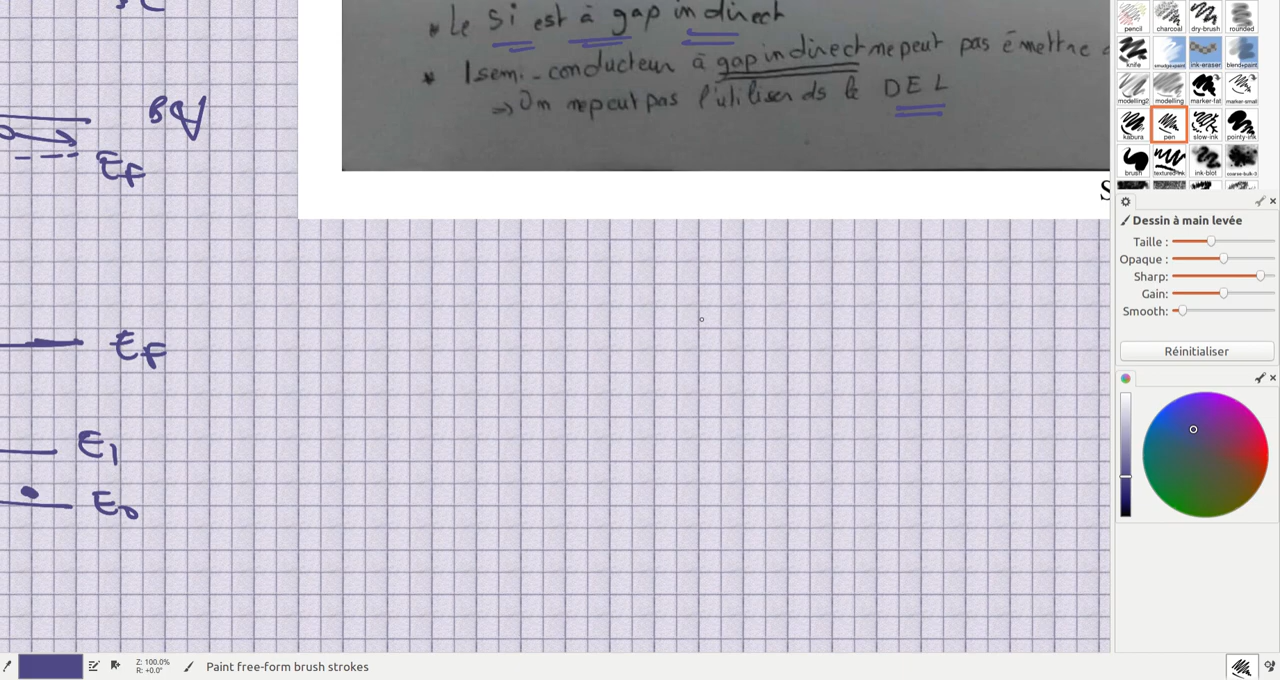 * Le Si est à gap indirect
* 1 semi-conducteur à gap indirect ne peut pas émettre
⇒ On ne peut pas l'utiliser ds le DEL
EF
EF
E1
E0
S
pencil charcoal dry-brush rounded
knife smudge+paint ink-eraser blend+paint
modelling2 modelling marker-fat marker-small
kabura pen slow-ink pointy-ink
brush textured-ink ink-blot coarse-bulk-3
Dessin à main levée
Taille :
Opaque :
Sharp:
Gain:
Smooth:
Réinitialiser
Z: 100.0%
R: +0.0°
Paint free-form brush strokes